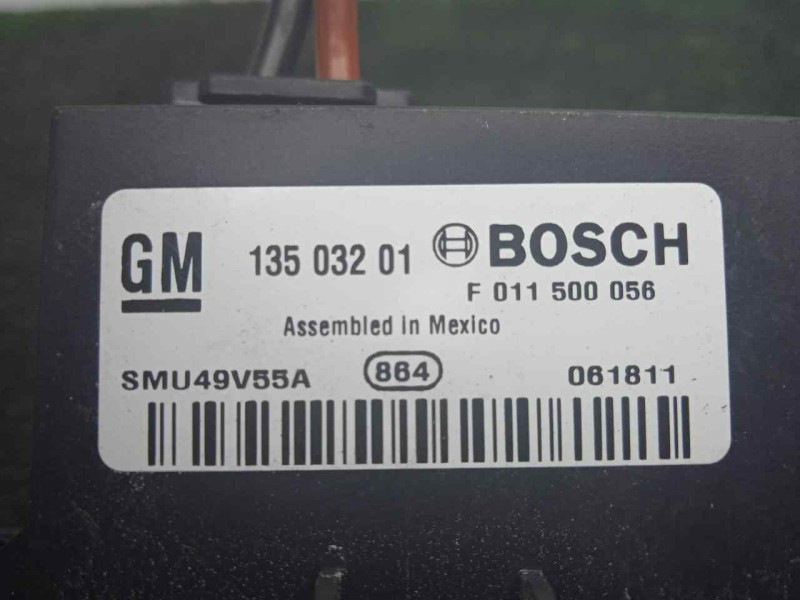 GM 135 032 01 BOSCH
F 011 500 056
Assembled in Mexico
SMU49V55A 864 061811